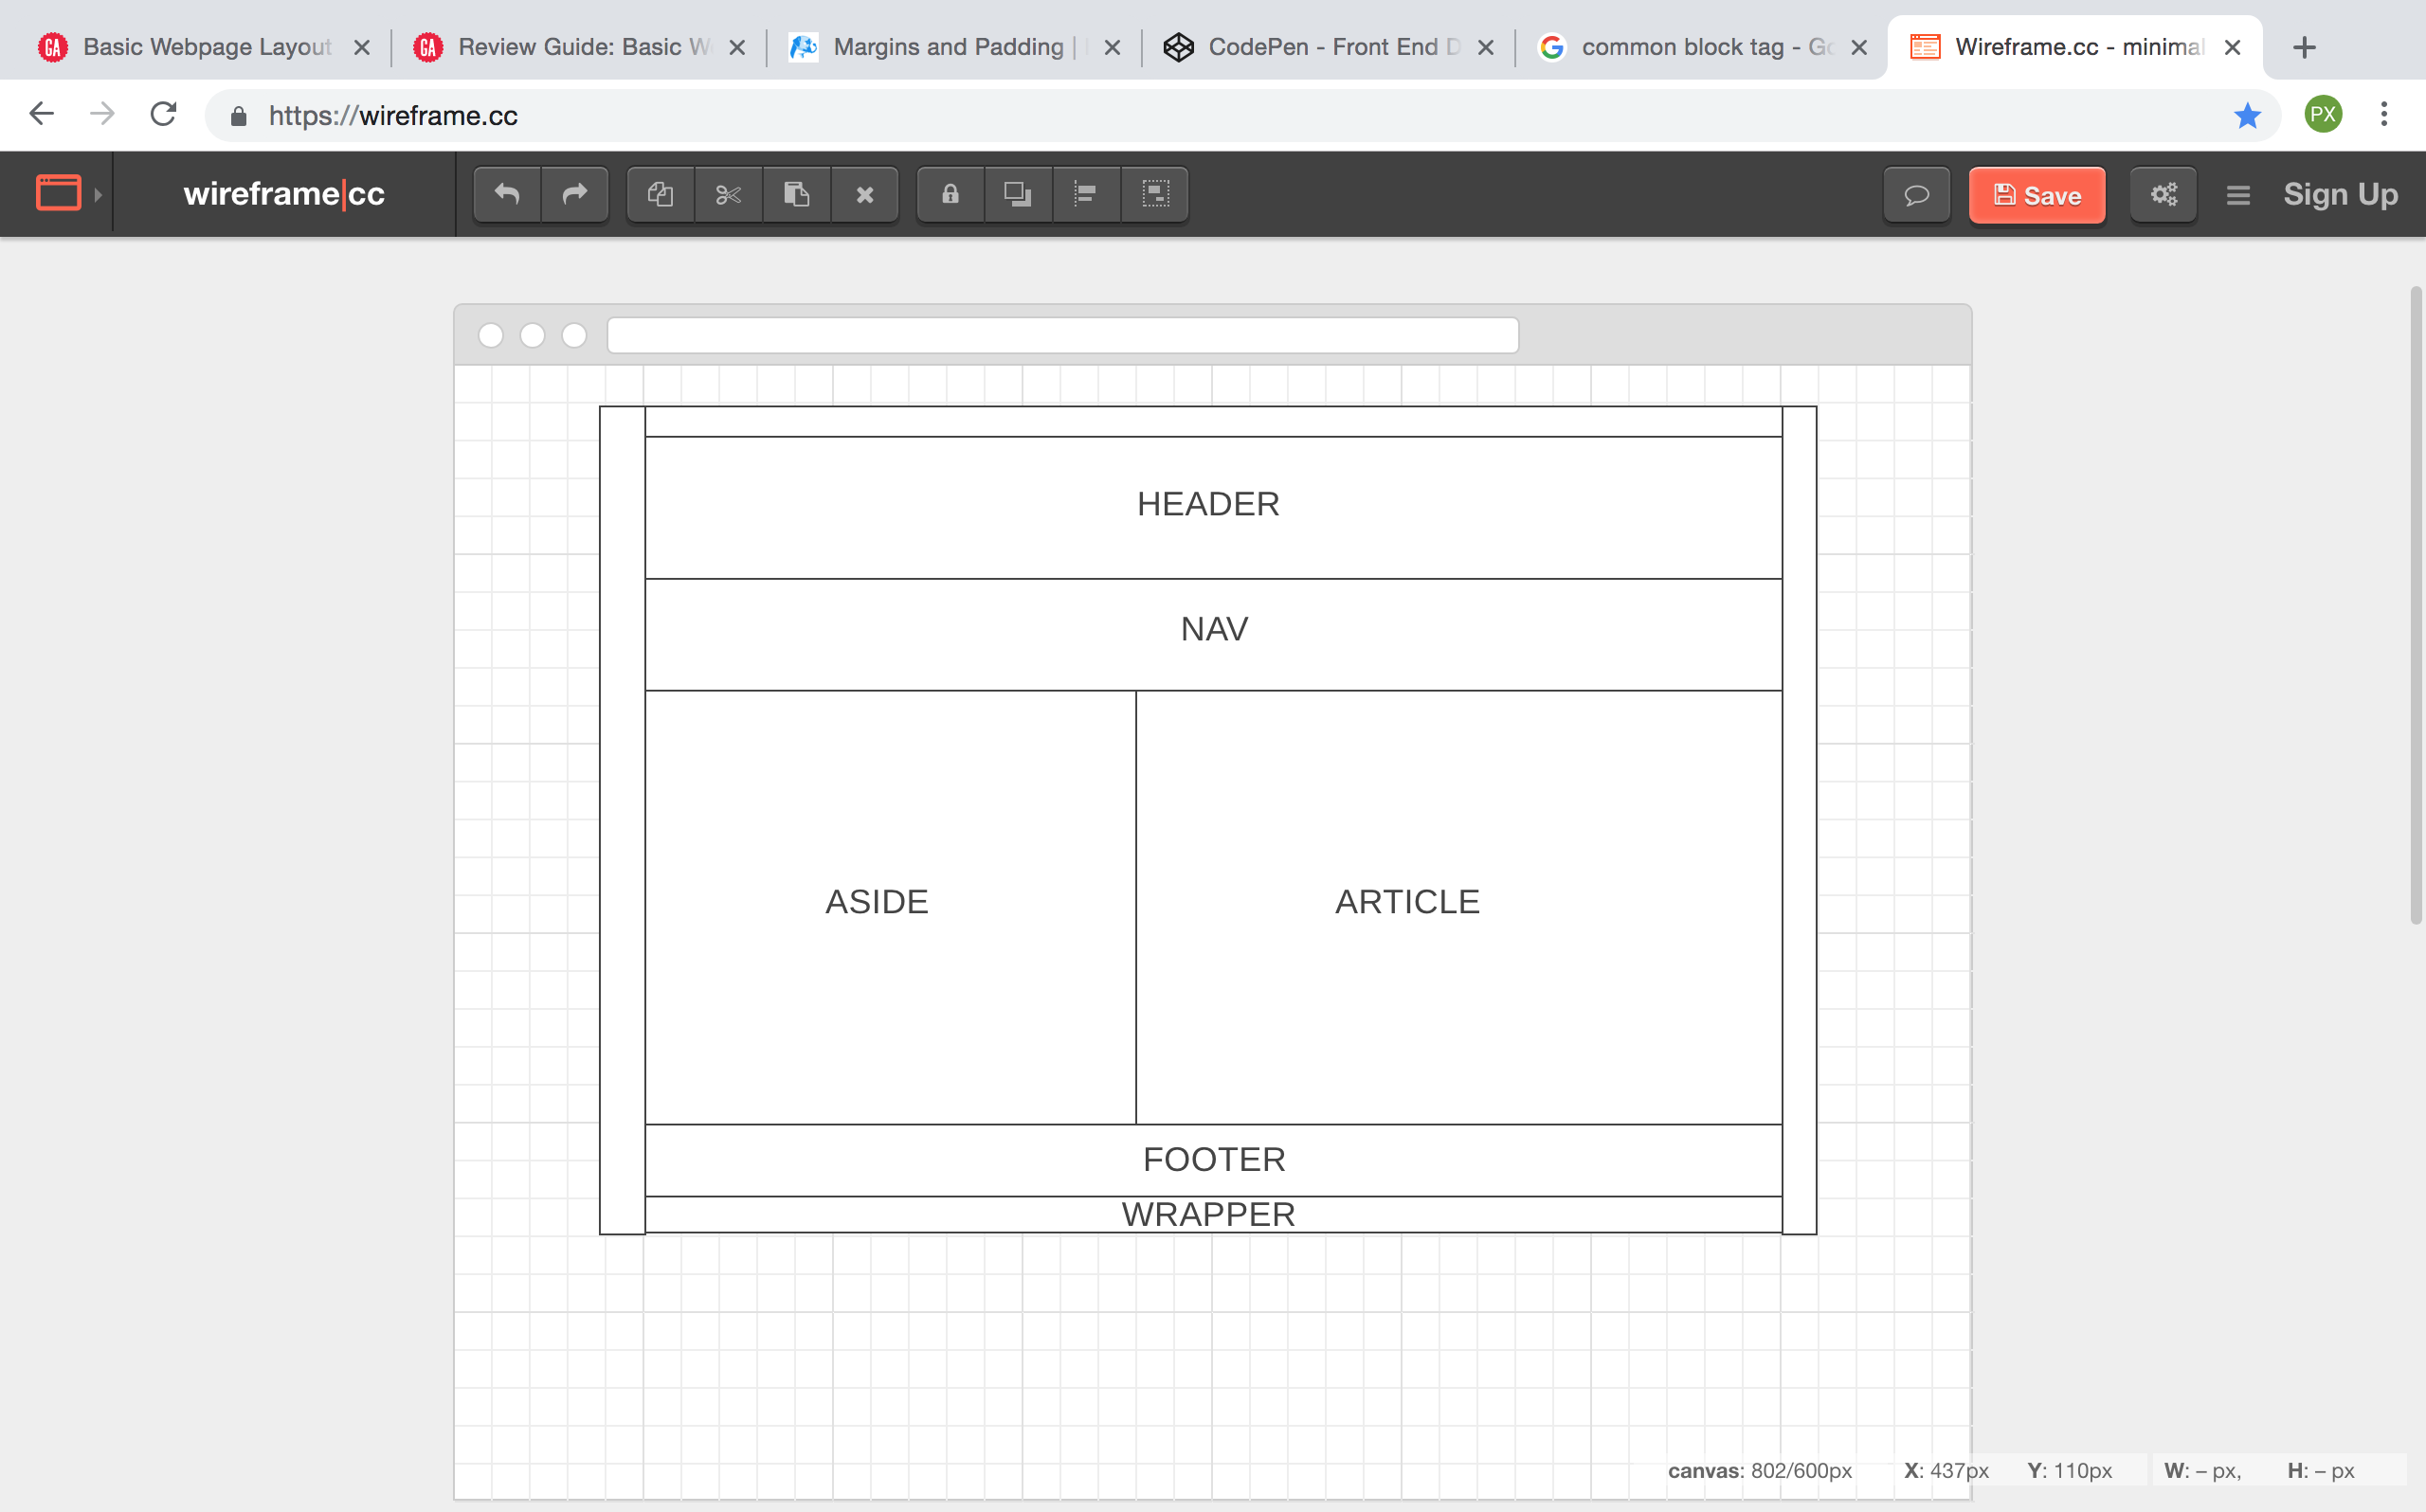 Basic Webpage Layout
Review Guide: Basic W
Margins and Padding |
CodePen - Front End D
common block tag - Go
Wireframe.cc - minimal
https://wireframe.cc
PX
wireframe|cc
Save
Sign Up
HEADER
NAV
ASIDE ARTICLE
FOOTER
WRAPPER
canvas: 802/600px X: 437px Y: 110px W: – px, H: – px